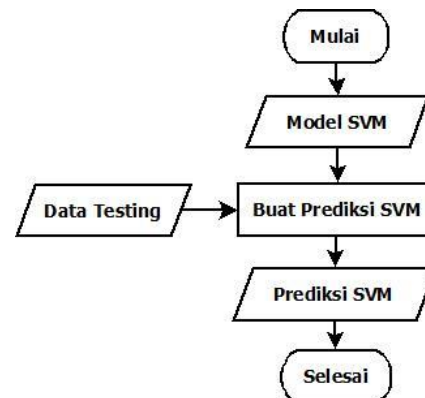 Mulai
Model SVM
Data Testing
Buat Prediksi SVM
Prediksi SVM
Selesai